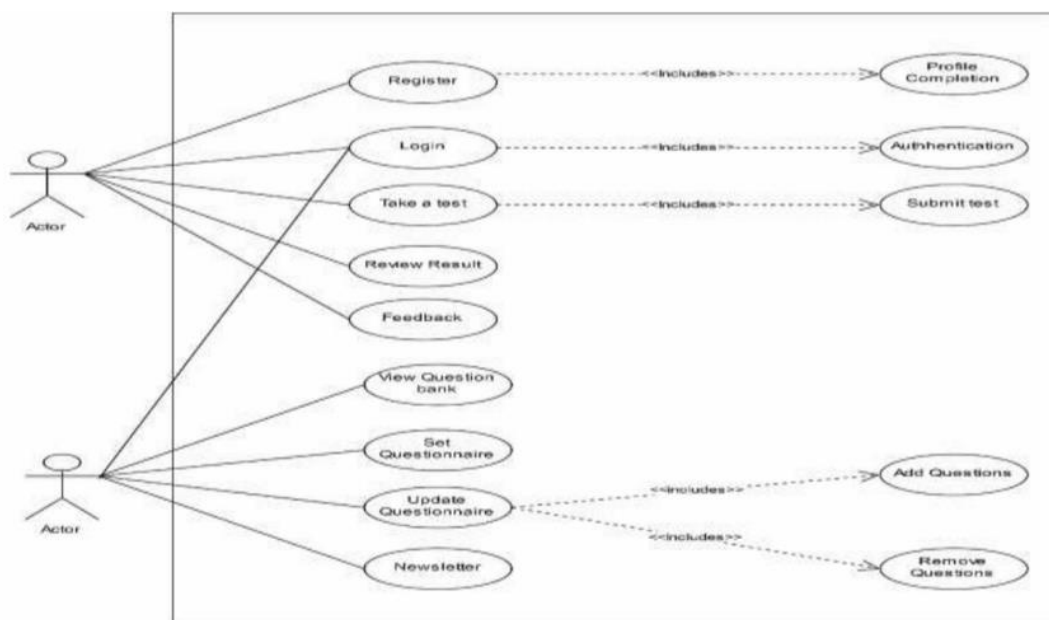 Register
<<Includes>>
Profile
Completion
Login
<<Includes>>
Authhentication
Take a test
<<Includes>>
Submit test
Actor
Review Result
Feedback
View Question
bank
Set
Questionnaire
Update
Questionnaire
<<Includes>>
Add Questions
Actor
<<Includes>>
Newsletter
Remove
Questions